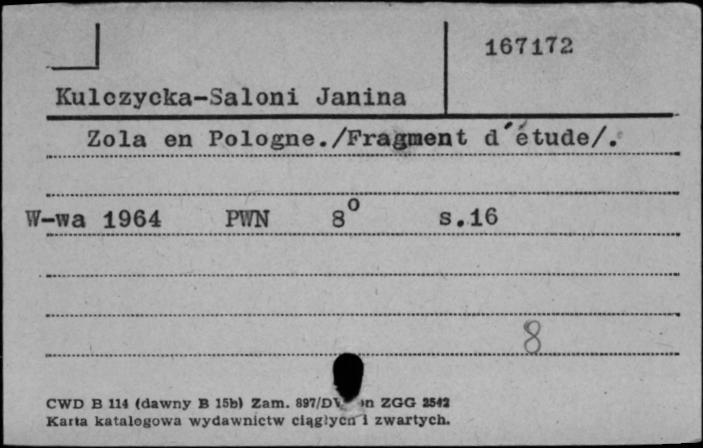 167172
Kulczycka-Saloni Janina
Zola en Pologne./Fragment d'étude/.
W-wa 1964 PWN 8° s.16
8
CWD B 114 (dawny B 15b) Zam. ZGG 2542
Karta katalogowa wydawnictw ciągłych i zwartych.